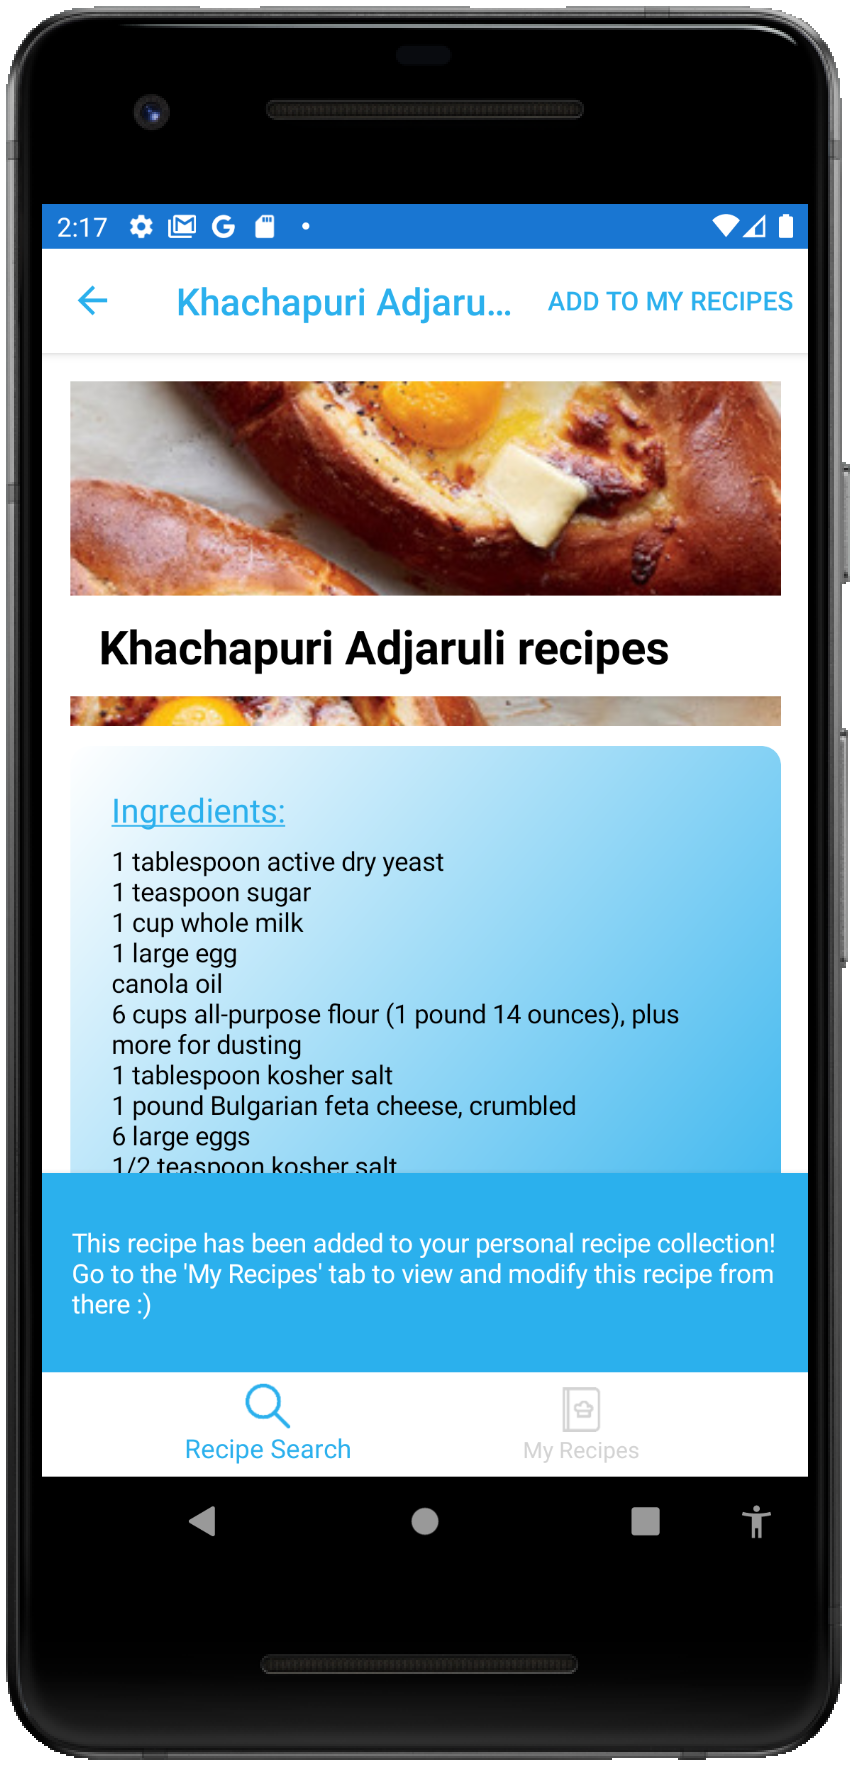 2:17
Khachapuri Adjaru...
ADD TO MY RECIPES
Khachapuri Adjaruli recipes
Ingredients:
1 tablespoon active dry yeast
1 teaspoon sugar
1 cup whole milk
1 large egg
canola oil
6 cups all-purpose flour (1 pound 14 ounces), plus
more for dusting
1 tablespoon kosher salt
1 pound Bulgarian feta cheese, crumbled
6 large eggs
1/2 teaspoon kosher salt
This recipe has been added to your personal recipe collection!
Go to the 'My Recipes' tab to view and modify this recipe from
there :)
Recipe Search
My Recipes